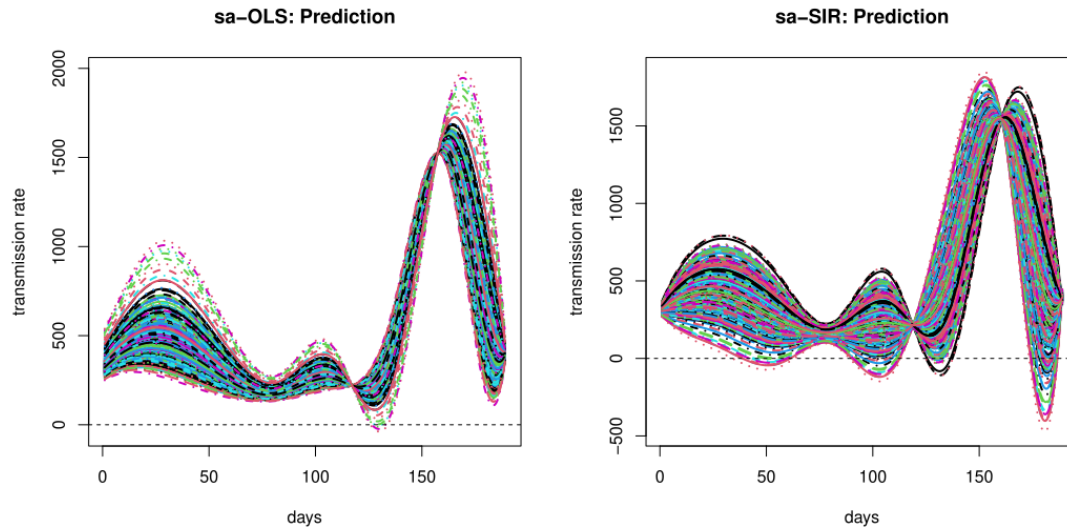 sa−OLS: Prediction
transmission rate
2000
1500
1000
500
0
0 50 100 150
days
sa−SIR: Prediction
transmission rate
1500
1000
500
0
−500
0 50 100 150
days